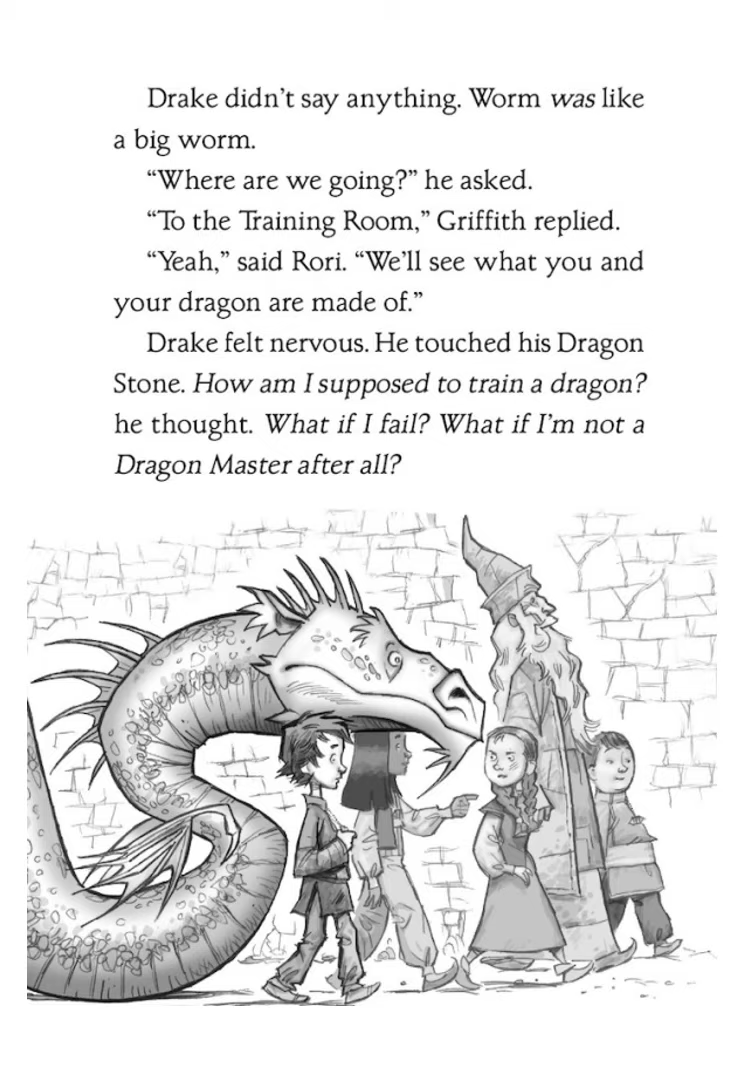 Drake didn’t say anything. Worm was like
a big worm.
“Where are we going?” he asked.
“To the Training Room,” Griffith replied.
“Yeah,” said Rori. “We’ll see what you and
your dragon are made of.”
Drake felt nervous. He touched his Dragon
Stone. How am I supposed to train a dragon?
he thought. What if I fail? What if I’m not a
Dragon Master after all?